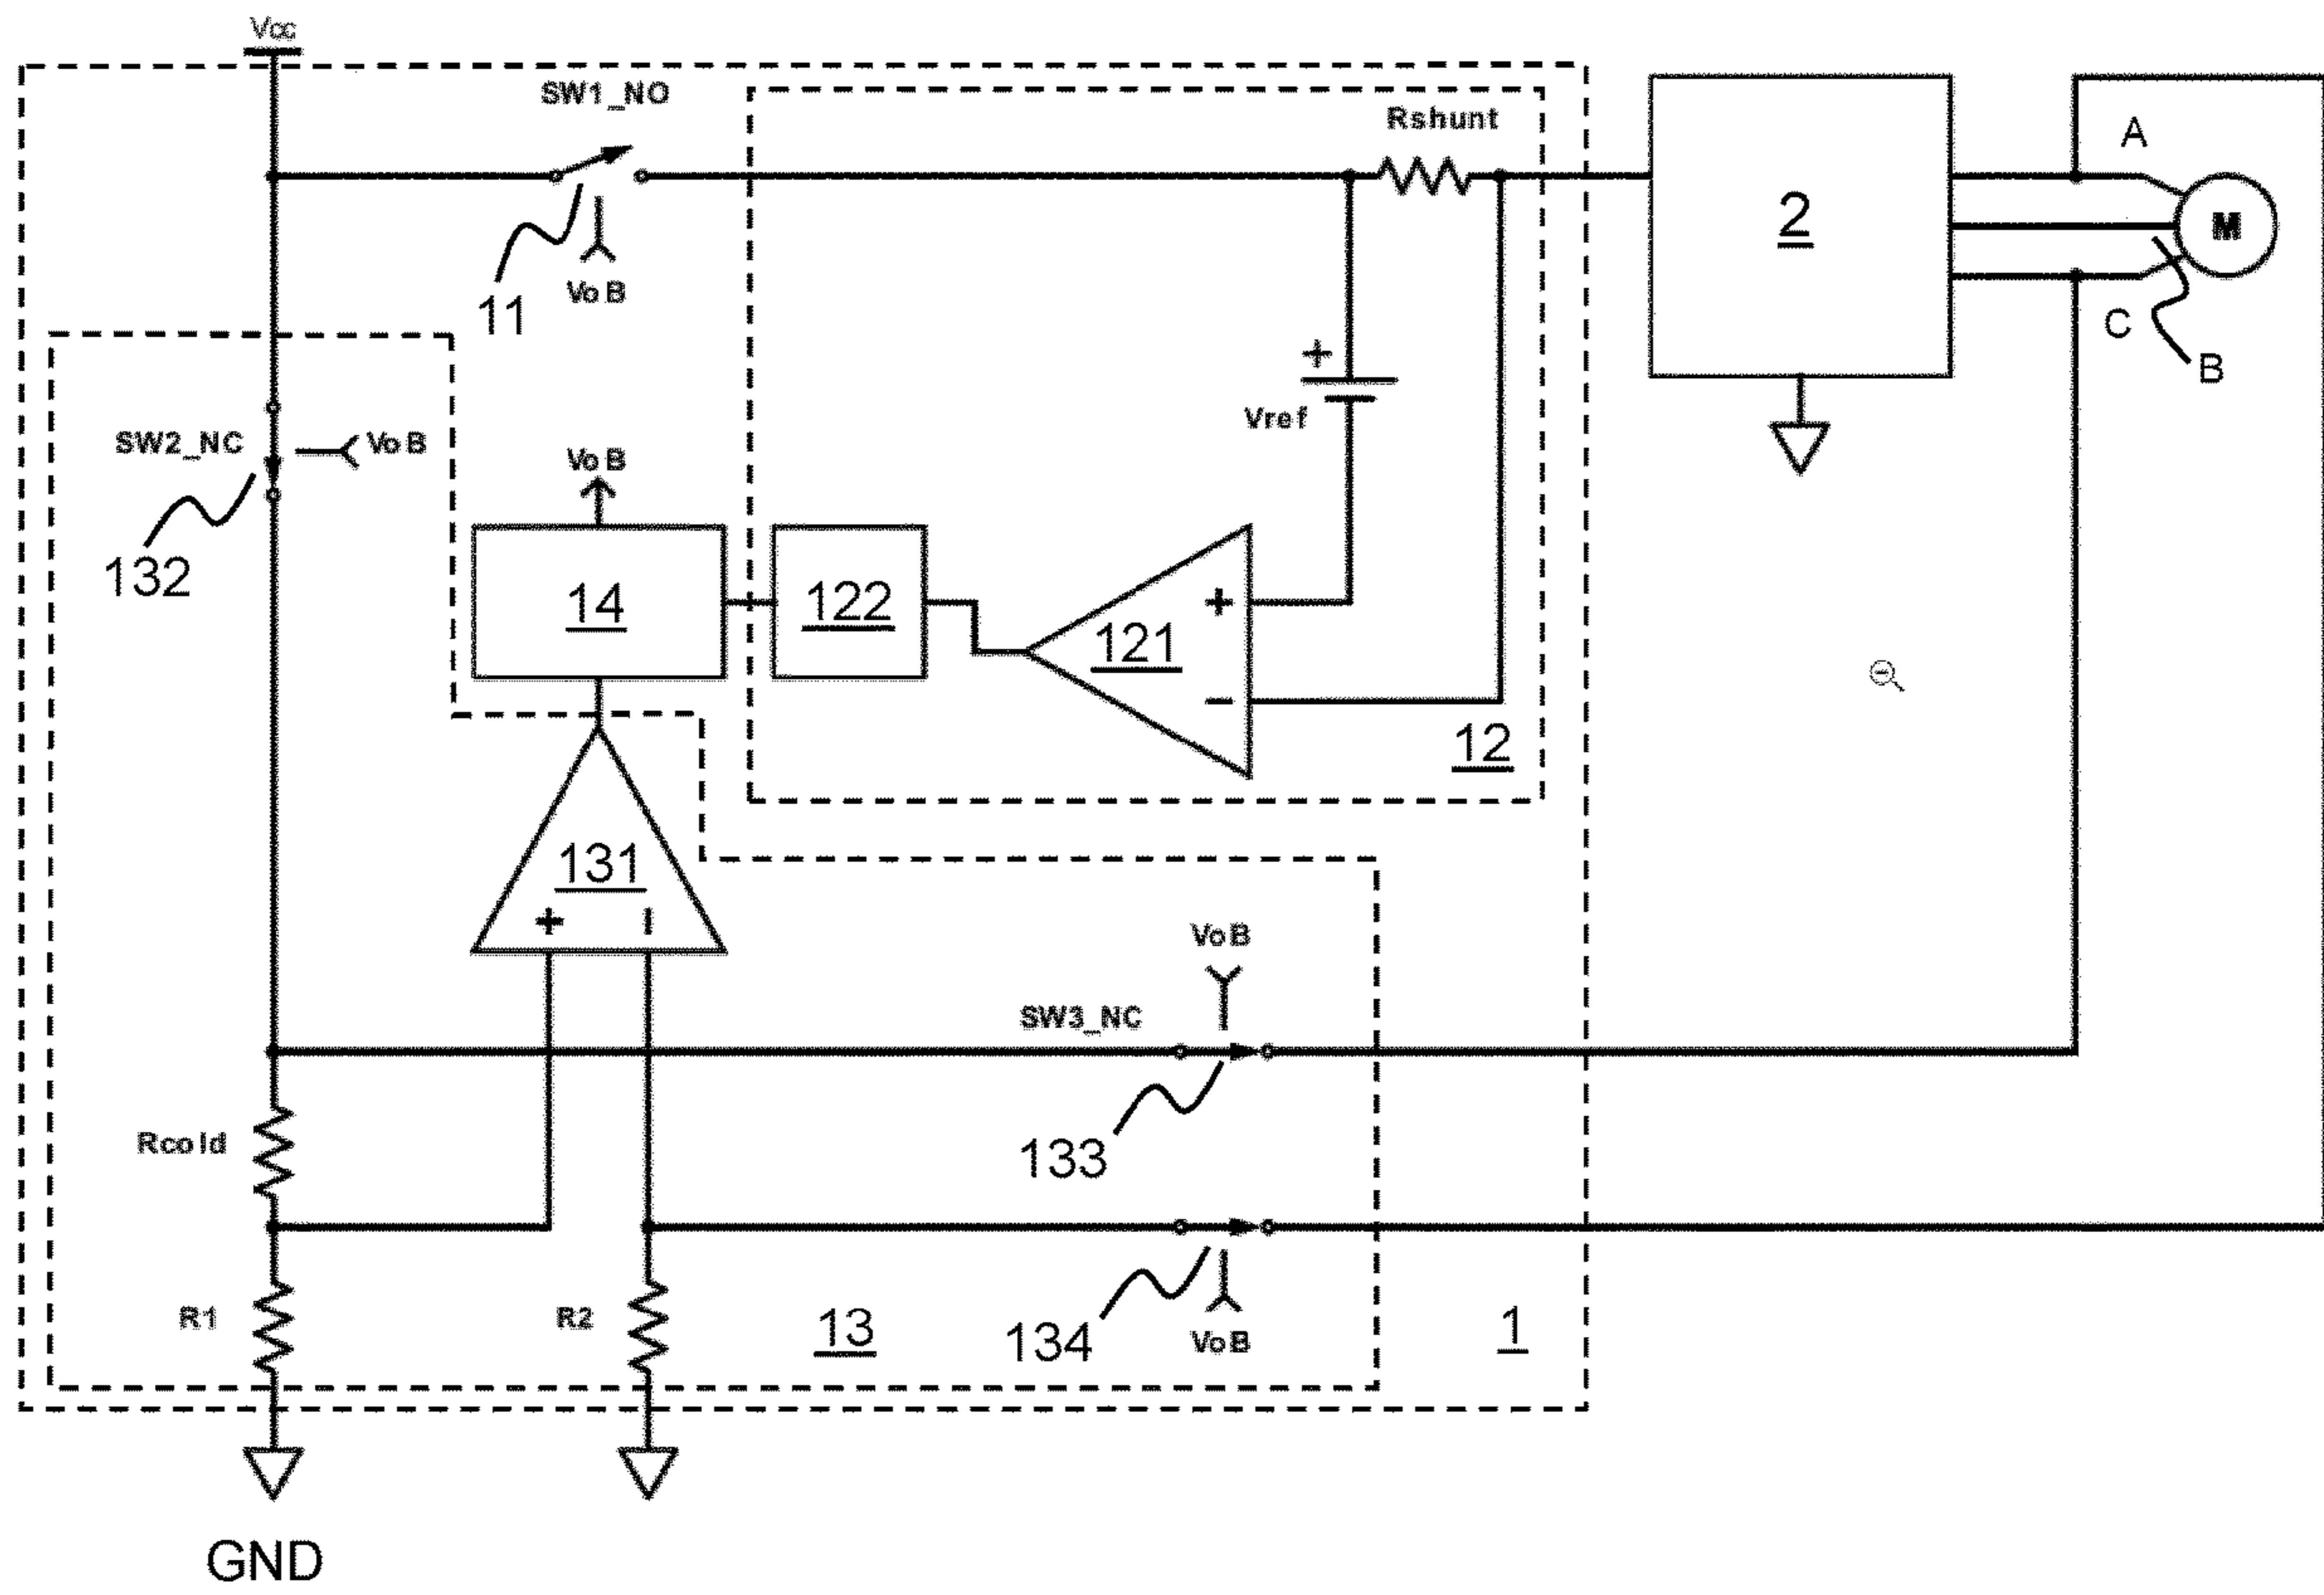 Vcc
SW1_NO
Rshunt
A
2
M
11
VoB
C
B
+
Vref
SW2_NC
VoB
VoB
132
14
122
121
+
−
12
131
+
−
VoB
SW3_NC
Rcold
133
R1
R2
13
134
VoB
1
GND